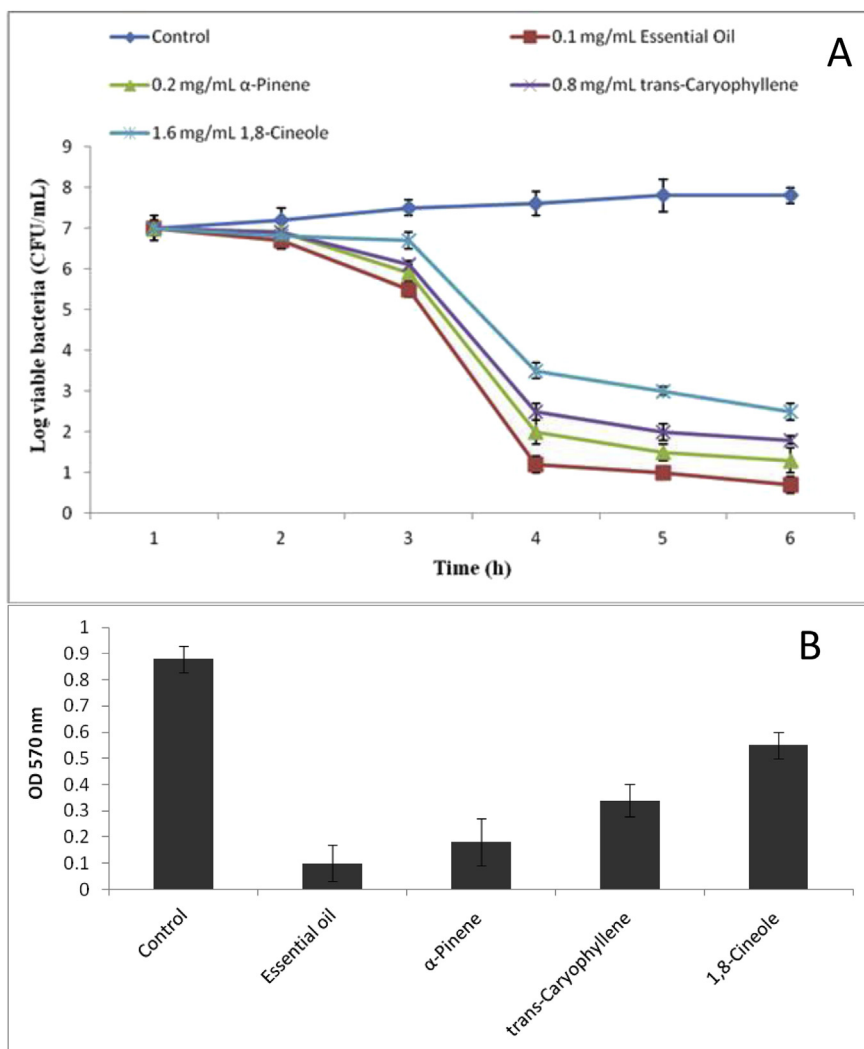 Control
0.1 mg/mL Essential Oil
A
0.2 mg/mL α-Pinene
0.8 mg/mL trans-Caryophyllene
1.6 mg/mL 1,8-Cineole
Log viable bacteria (CFU/mL)
9
8
7
6
5
4
3
2
1
0
1 2 3 4 5 6
Time (h)
B
OD 570 nm
1
0.9
0.8
0.7
0.6
0.5
0.4
0.3
0.2
0.1
0
Control
Essential oil
α-Pinene
trans-Caryophyllene
1,8-Cineole